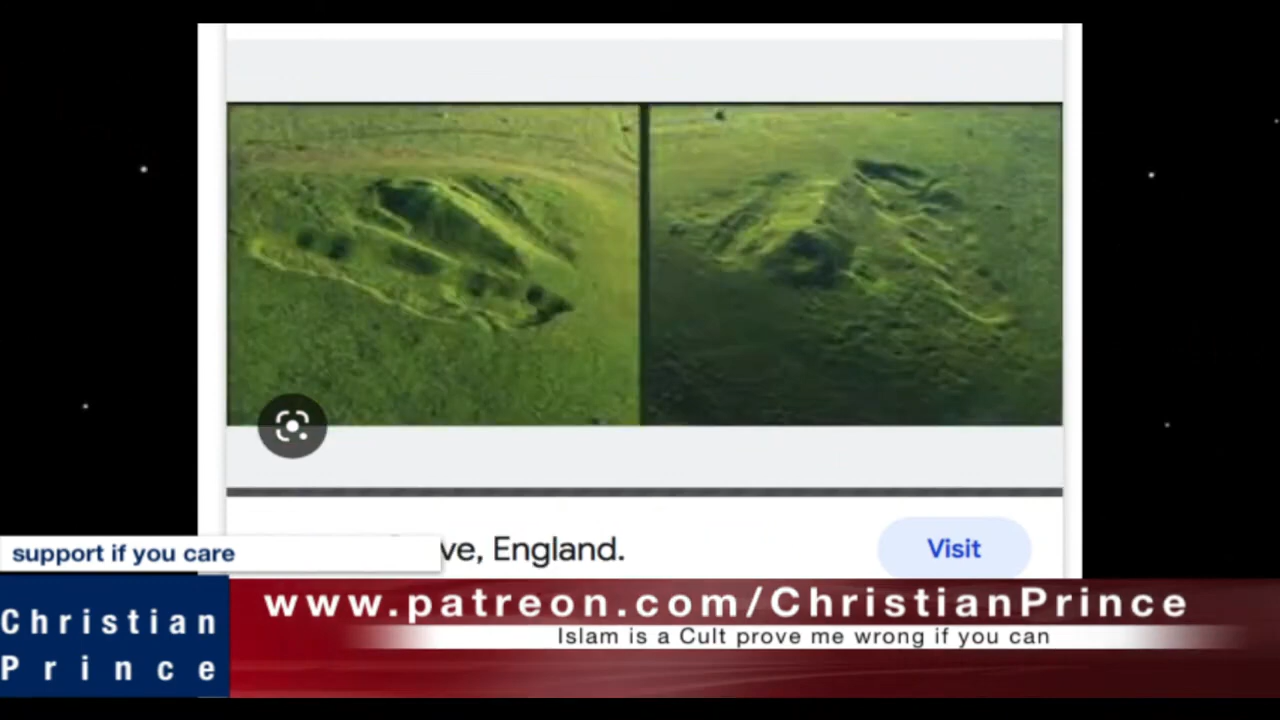 ve, England.
Visit
support if you care
Christian
Prince
www.patreon.com/ChristianPrince
Islam is a Cult prove me wrong if you can